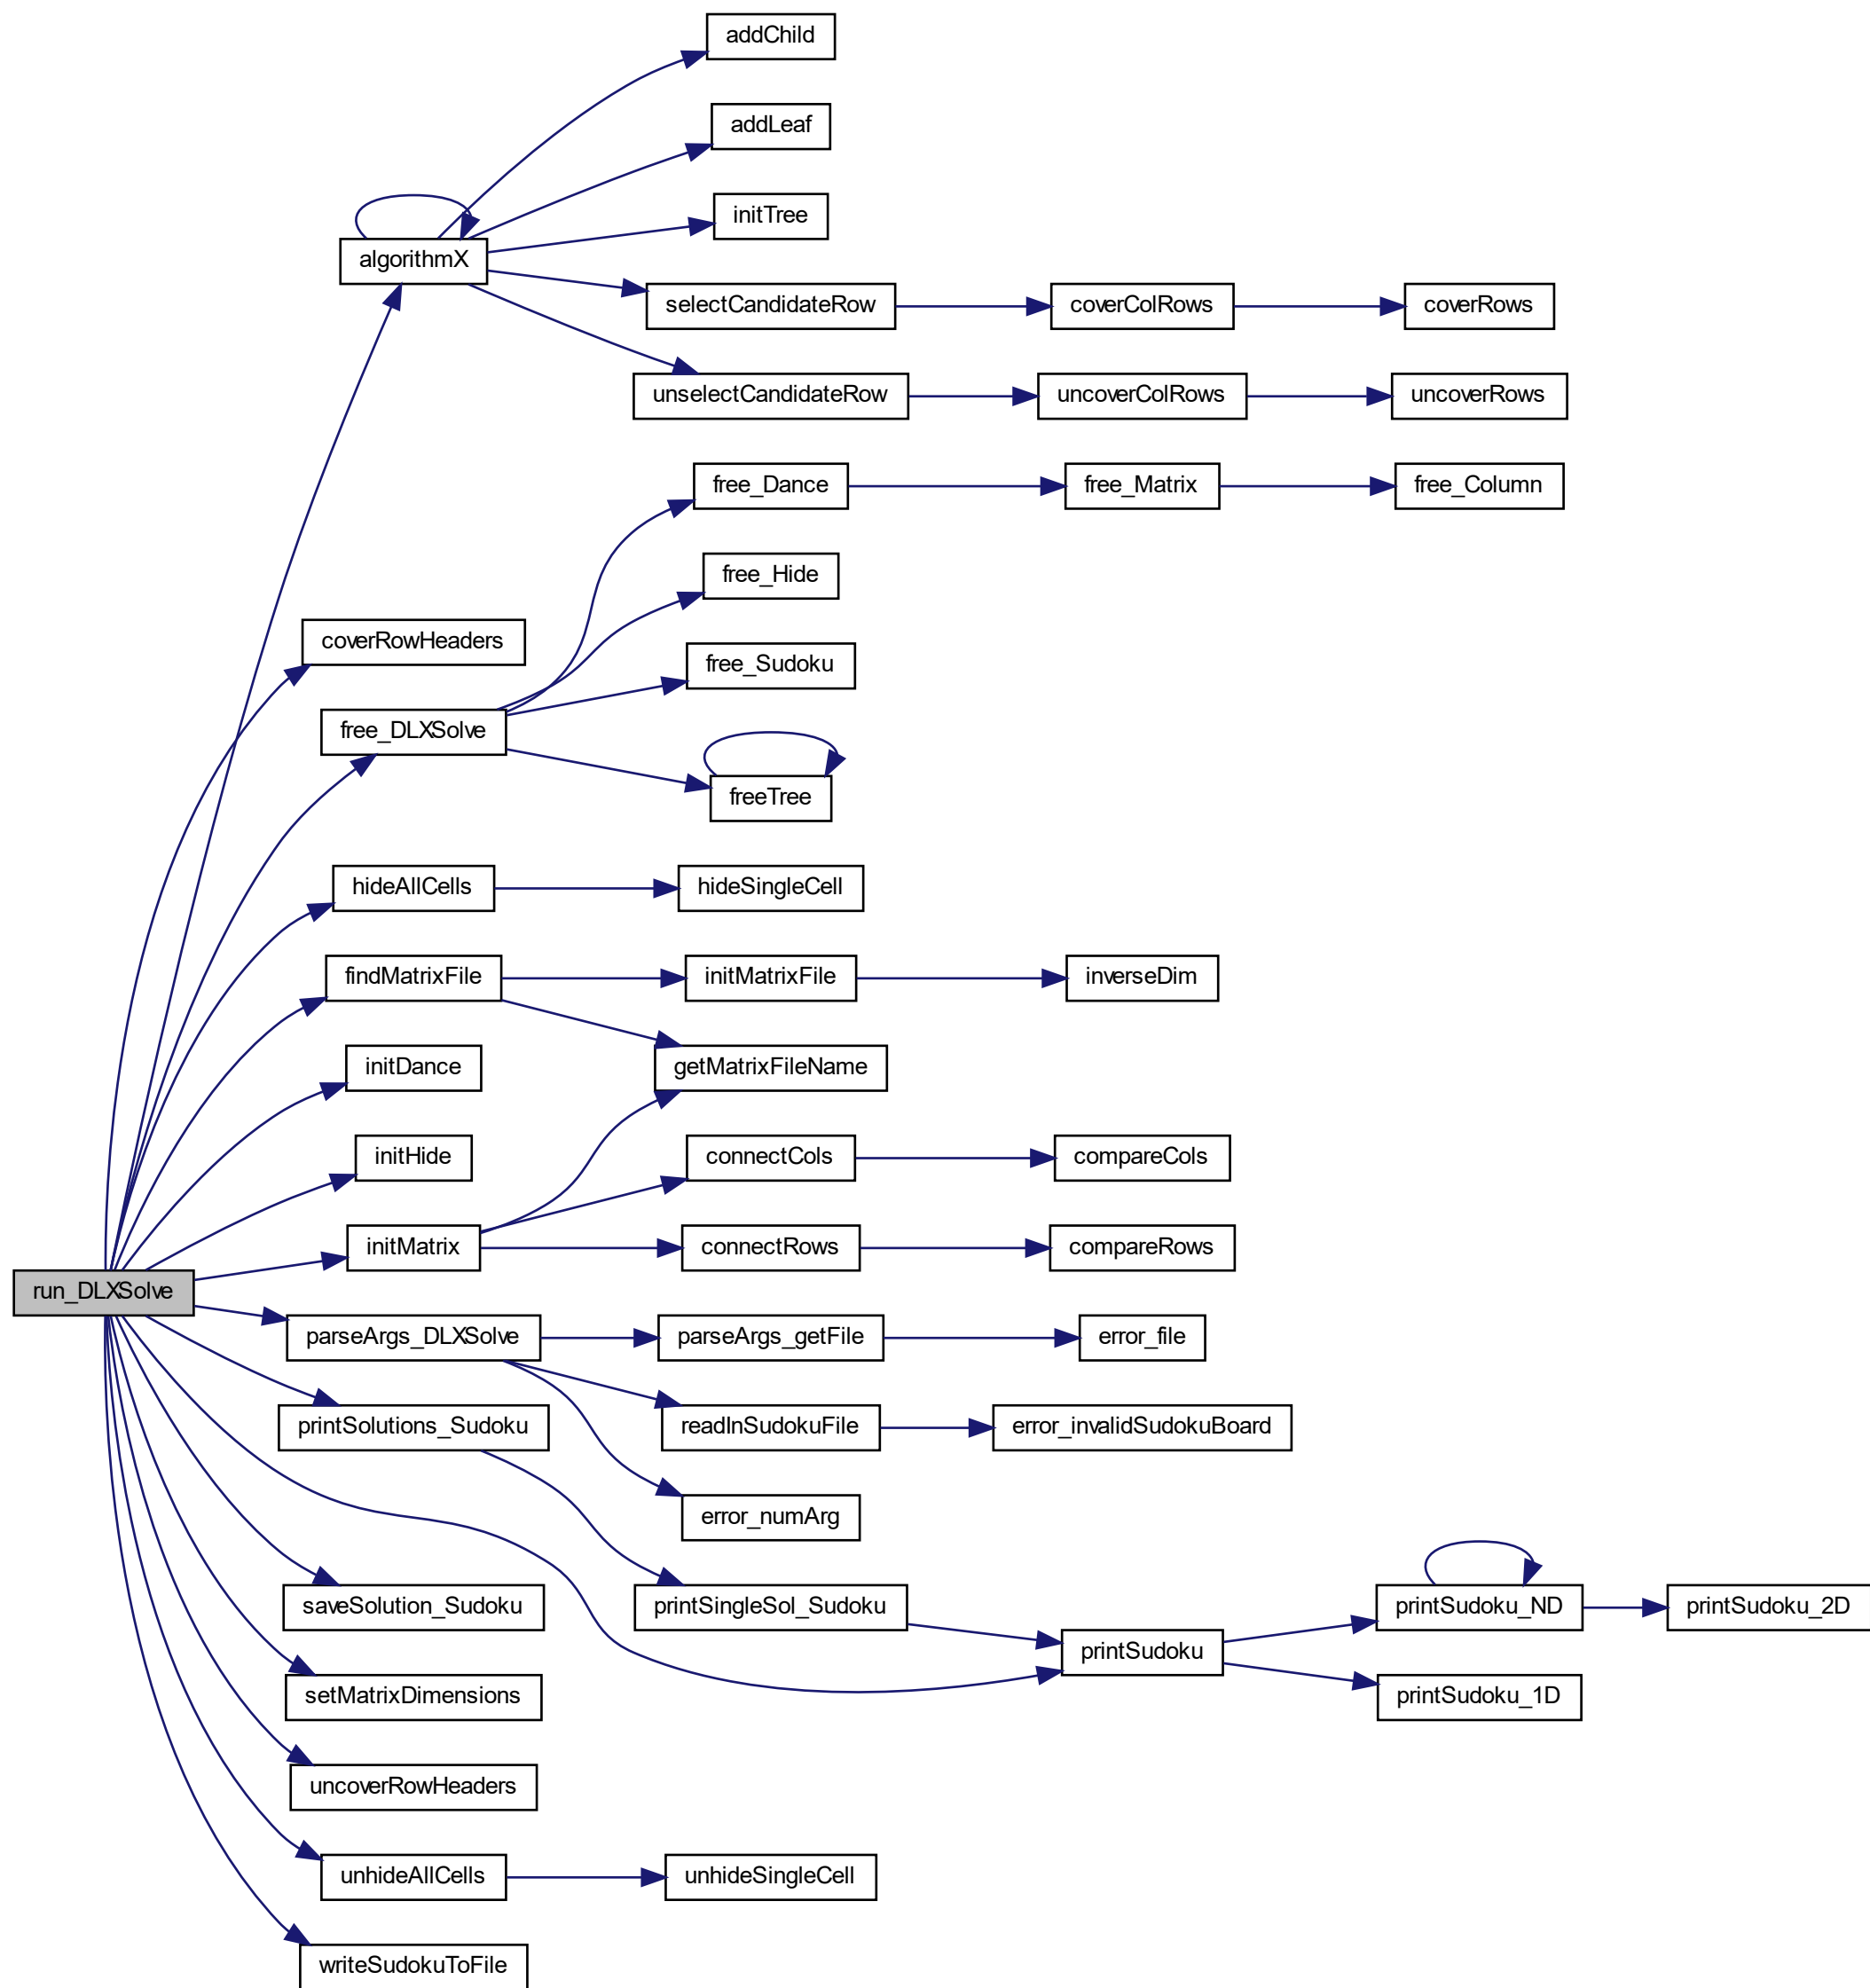 addChild
addLeaf
initTree
algorithmX
selectCandidateRow
coverColRows
coverRows
unselectCandidateRow
uncoverColRows
uncoverRows
free_Dance
free_Matrix
free_Column
free_Hide
coverRowHeaders
free_Sudoku
free_DLXSolve
freeTree
hideAllCells
hideSingleCell
findMatrixFile
initMatrixFile
inverseDim
initDance
getMatrixFileName
initHide
connectCols
compareCols
initMatrix
connectRows
compareRows
run_DLXSolve
parseArgs_DLXSolve
parseArgs_getFile
error_file
printSolutions_Sudoku
readInSudokuFile
error_invalidSudokuBoard
error_numArg
saveSolution_Sudoku
printSingleSol_Sudoku
printSudoku_ND
printSudoku_2D
printSudoku
setMatrixDimensions
printSudoku_1D
uncoverRowHeaders
unhideAllCells
unhideSingleCell
writeSudokuToFile